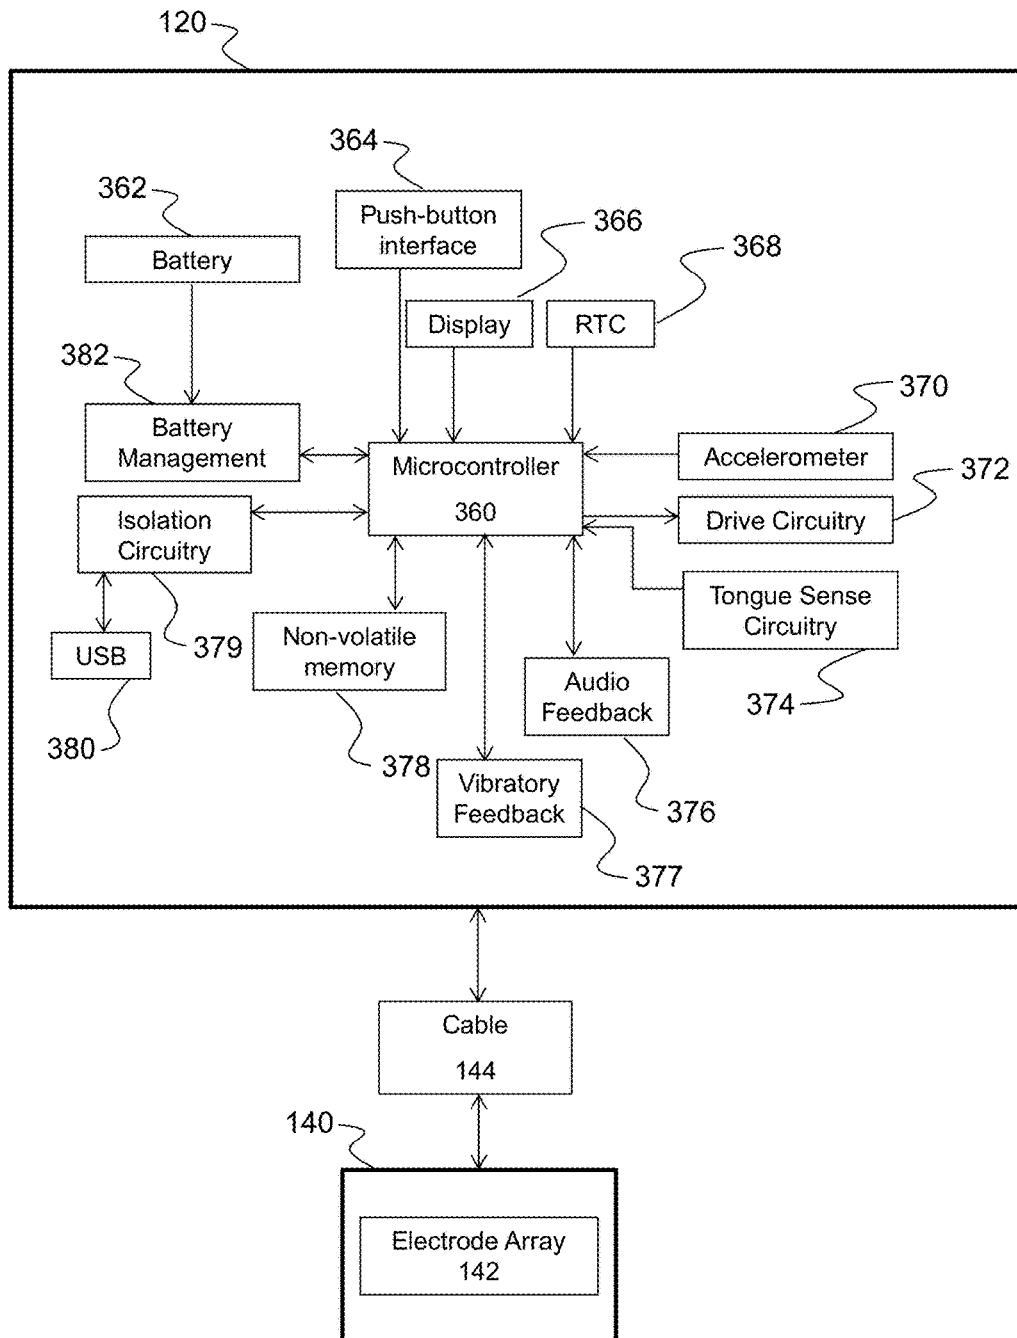 120
364
362
Push-button
interface
366
368
Battery
Display
RTC
382
370
Battery
Management
Microcontroller
360
Accelerometer
372
Isolation
Circuitry
Drive Circuitry
Tongue Sense
Circuitry
USB
379
Non-volatile
memory
Audio
Feedback
374
380
378
Vibratory
Feedback
376
377
Cable
144
140
Electrode Array
142